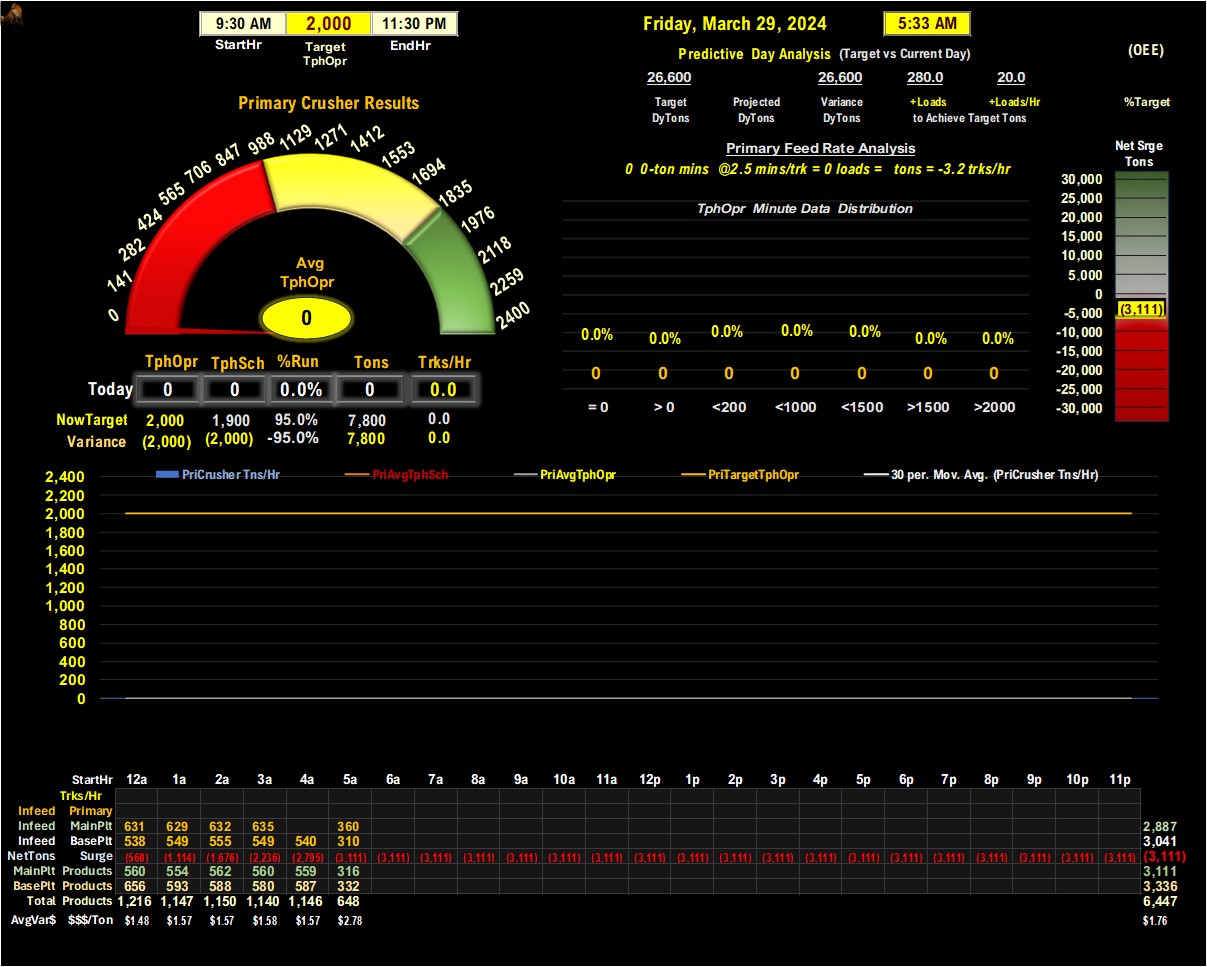 9:30 AM 2,000 11:30 PM
StartHr Target TphOpr EndHr
Friday, March 29, 2024 5:33 AM
Predictive Day Analysis (Target vs Current Day)
(OEE)
26,600 26,600 280.0 20.0
Target DyTons Projected DyTons Variance DyTons +Loads +Loads/Hr to Achieve Target Tons
%Target
Primary Crusher Results
0 141 282 424 565 706 847 988 1129 1271 1412 1553 1694 1835 1976 2118 2259 2400
Avg
TphOpr
0
Primary Feed Rate Analysis
0 0-ton mins @2.5 mins/trk = 0 loads = tons = -3.2 trks/hr
TphOpr Minute Data Distribution
0.0% 0.0% 0.0% 0.0% 0.0% 0.0% 0.0%
0 0 0 0 0 0 0
= 0 > 0 <200 <1000 <1500 >1500 >2000
Net Srge
Tons
30,000
25,000
20,000
15,000
10,000
5,000
0
(3,111)
-5,000
-10,000
-15,000
-20,000
-25,000
-30,000
TphOpr TphSch %Run Tons Trks/Hr
Today 0 0 0.0% 0 0.0
NowTarget 2,000 1,900 95.0% 7,800 0.0
Variance (2,000) (2,000) -95.0% 7,800 0.0
PriCrusher Tns/Hr PriAvgTphSch PriAvgTphOpr PriTargetTphOpr 30 per. Mov. Avg. (PriCrusher Tns/Hr)
2,400
2,200
2,000
1,800
1,600
1,400
1,200
1,000
800
600
400
200
0
StartHr 12a 1a 2a 3a 4a 5a 6a 7a 8a 9a 10a 11a 12p 1p 2p 3p 4p 5p 6p 7p 8p 9p 10p 11p
Trks/Hr
Infeed Primary
Infeed MainPlt 631 629 632 635 360 2,887
Infeed BasePlt 538 549 555 549 540 310 3,041
NetTons Surge (560) (1,114) (1,676) (2,236) (2,795) (3,111) (3,111) (3,111) (3,111) (3,111) (3,111) (3,111) (3,111) (3,111) (3,111) (3,111) (3,111) (3,111) (3,111) (3,111) (3,111) (3,111) (3,111) (3,111) (3,111)
MainPlt Products 560 554 562 560 559 316 3,111
BasePlt Products 656 593 588 580 587 332 3,336
Total Products 1,216 1,147 1,150 1,140 1,146 648 6,447
AvgVar$ $$$/Ton $1.48 $1.57 $1.57 $1.58 $1.57 $2.78 $1.76